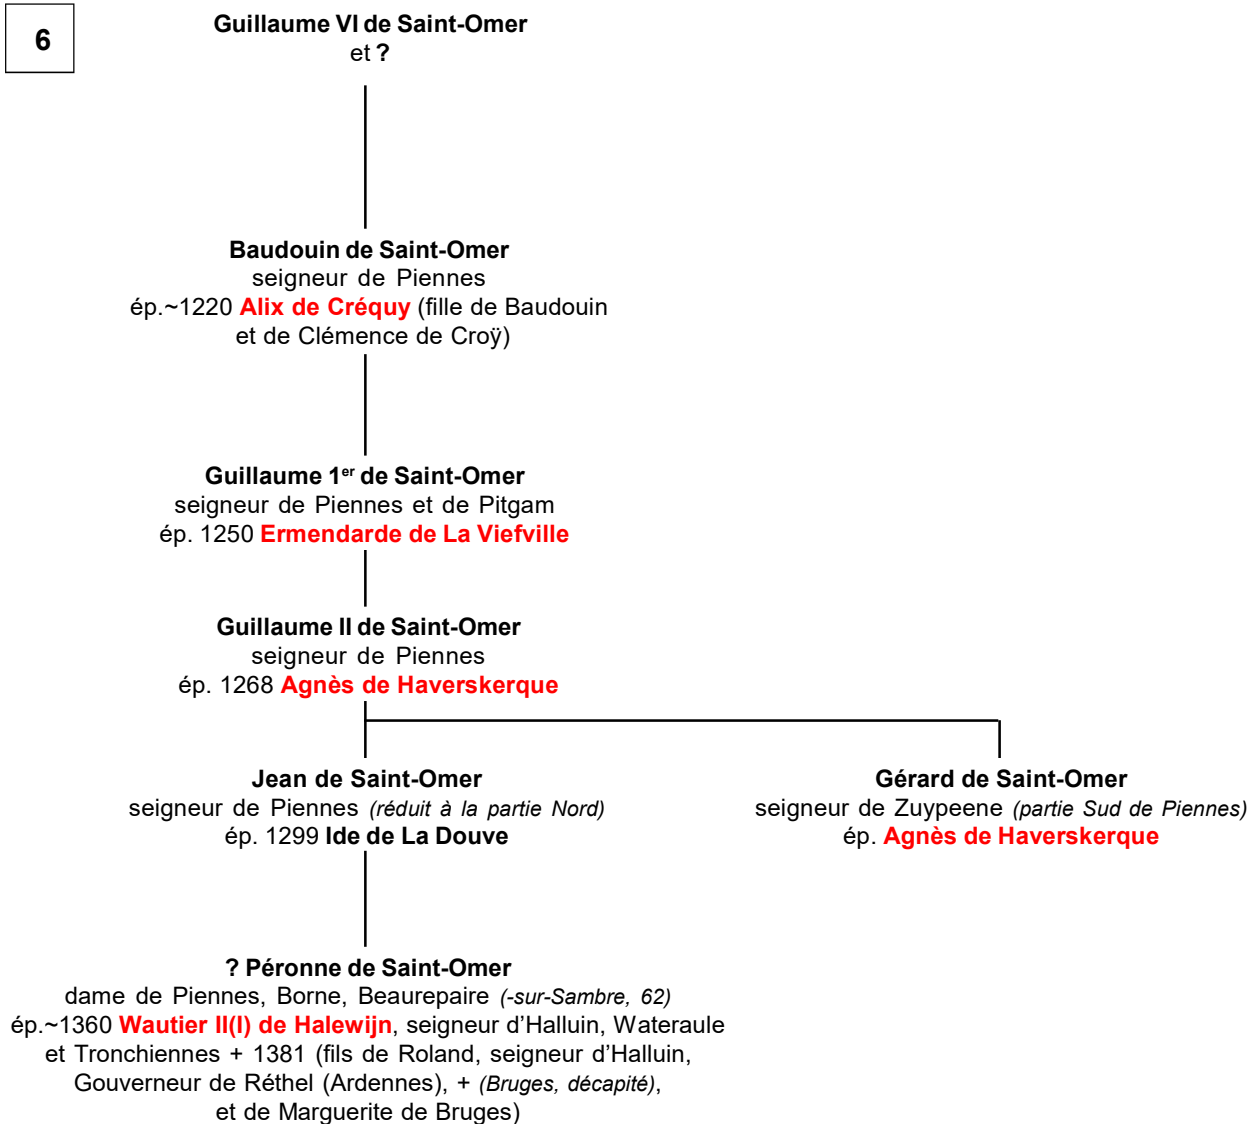 6
Guillaume VI de Saint-Omer
et ?
Baudouin de Saint-Omer
seigneur de Piennes
ép.~1220 Alix de Créquy (fille de Baudouin
et de Clémence de Croÿ)
Guillaume 1er de Saint-Omer
seigneur de Piennes et de Pitgam
ép. 1250 Ermendarde de La Viefville
Guillaume II de Saint-Omer
seigneur de Piennes
ép. 1268 Agnès de Haverskerque
Jean de Saint-Omer
seigneur de Piennes (réduit à la partie Nord)
ép. 1299 Ide de La Douve
Gérard de Saint-Omer
seigneur de Zuypeene (partie Sud de Piennes)
ép. Agnès de Haverskerque
? Péronne de Saint-Omer
dame de Piennes, Borne, Beaurepaire (-sur-Sambre, 62)
ép.~1360 Wautier II(I) de Halewijn, seigneur d'Halluin, Wateraule
et Tronchiennes + 1381 (fils de Roland, seigneur d'Halluin,
Gouverneur de Réthel (Ardennes), + (Bruges, décapité),
et de Marguerite de Bruges)